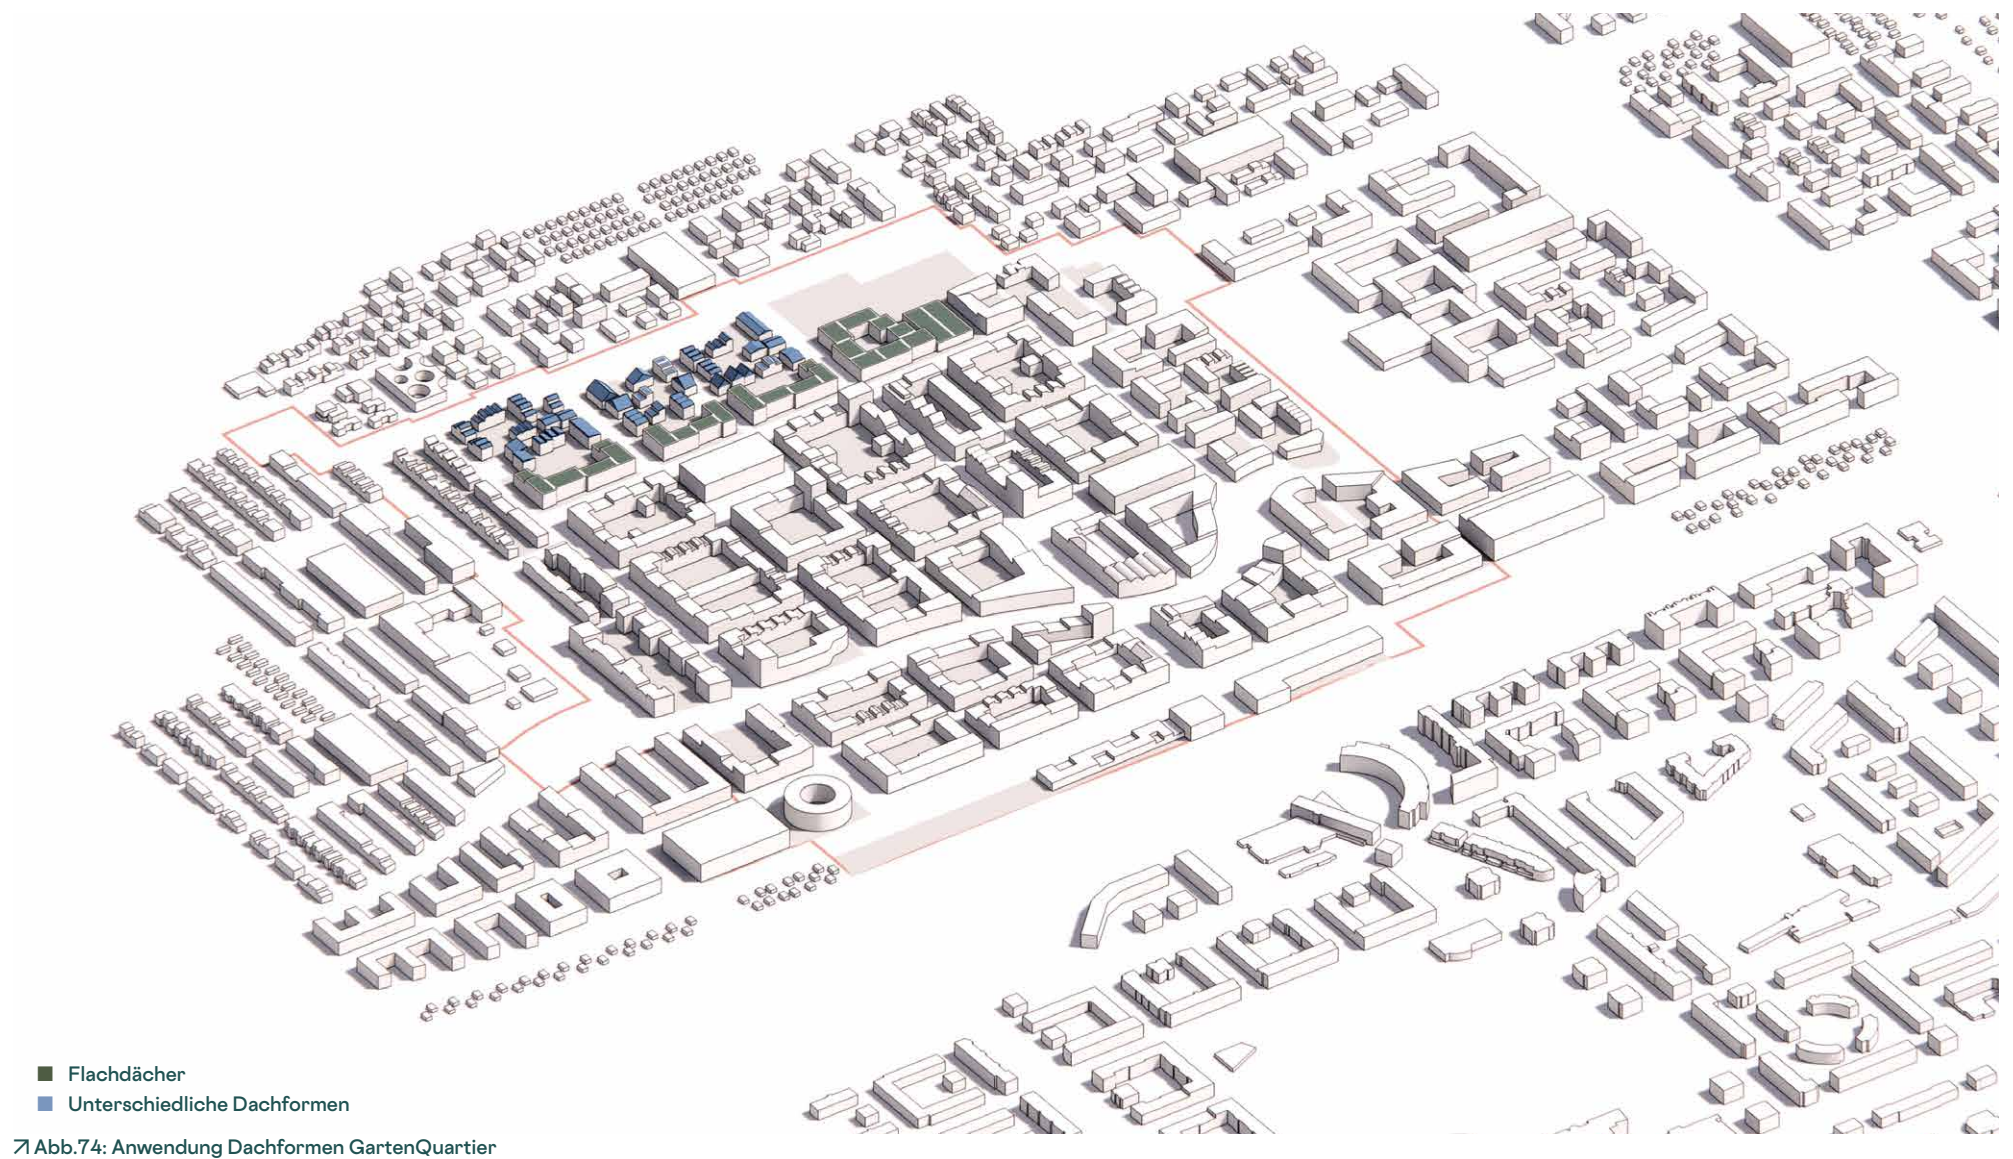 Flachdächer
Unterschiedliche Dachformen
↗ Abb.74: Anwendung Dachformen GartenQuartier